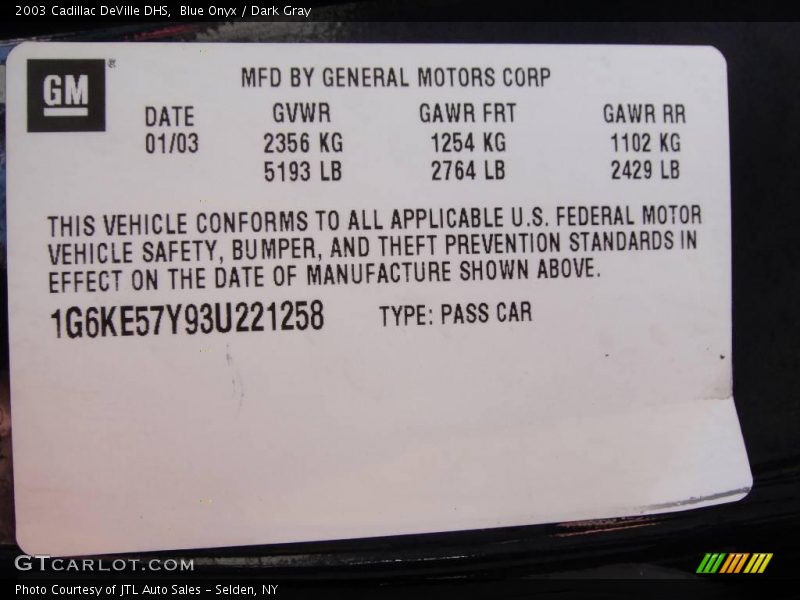 2003 Cadillac DeVille DHS,  Blue Onyx / Dark Gray
GM®
MFD BY GENERAL MOTORS CORP
DATE GVWR GAWR FRT GAWR RR
01/03 2356 KG 1254 KG 1102 KG
5193 LB 2764 LB 2429 LB
THIS VEHICLE CONFORMS TO ALL APPLICABLE U.S. FEDERAL MOTOR
VEHICLE SAFETY, BUMPER, AND THEFT PREVENTION STANDARDS IN
EFFECT ON THE DATE OF MANUFACTURE SHOWN ABOVE.
1G6KE57Y93U221258 TYPE: PASS CAR
GTCARLOT.COM
Photo Courtesy of JTL Auto Sales – Selden, NY